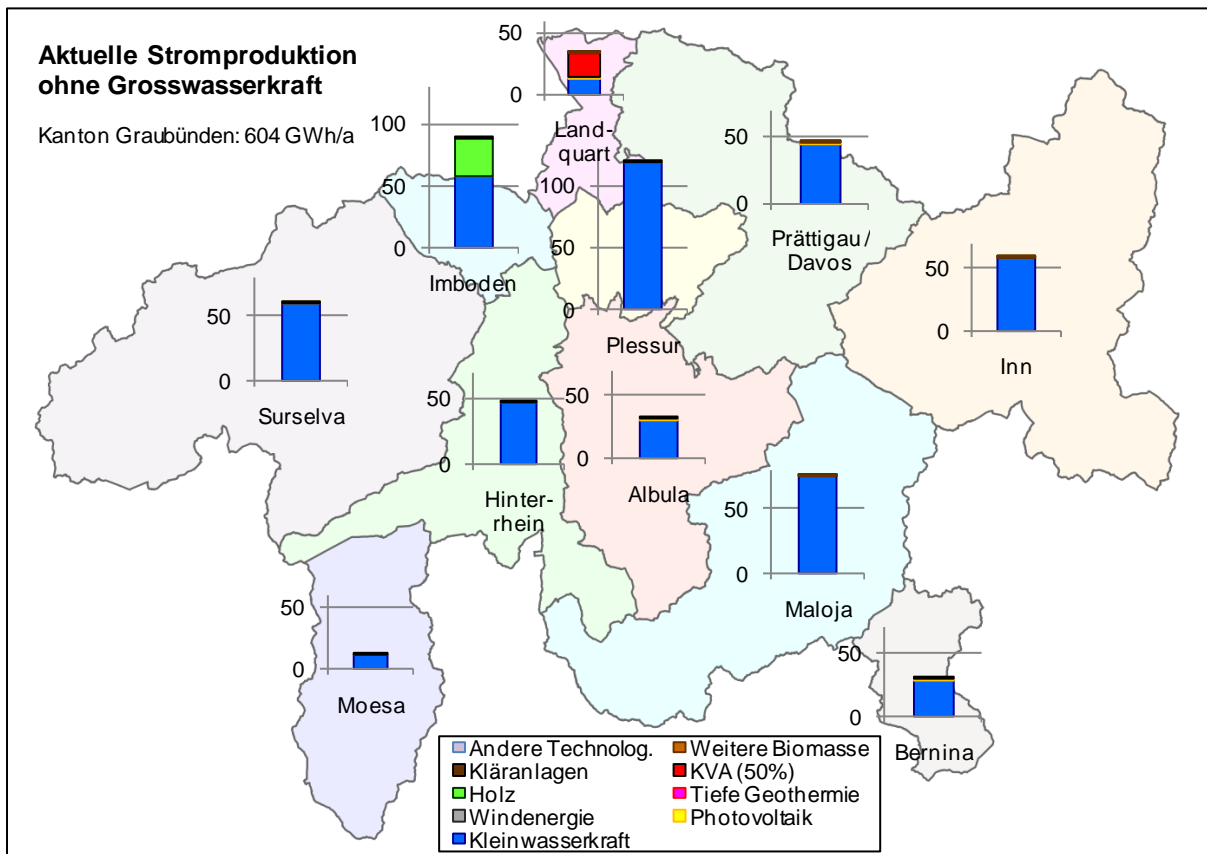 Aktuelle Stromproduktion
ohne Grosswasserkraft
Kanton Graubünden: 604 GWh/a
50
0
Land-
quart
100
50
0
Imboden
100
50
0
Plessur
50
0
Prättigau/
Davos
50
0
Inn
50
0
Surselva
50
0
Hinter-
rhein
50
0
Albula
50
0
Maloja
50
0
Moesa
50
0
Bernina
Andere Technolog.
Weitere Biomasse
Kläranlagen
KVA (50%)
Holz
Tiefe Geothermie
Windenergie
Photovoltaik
Kleinwasserkraft